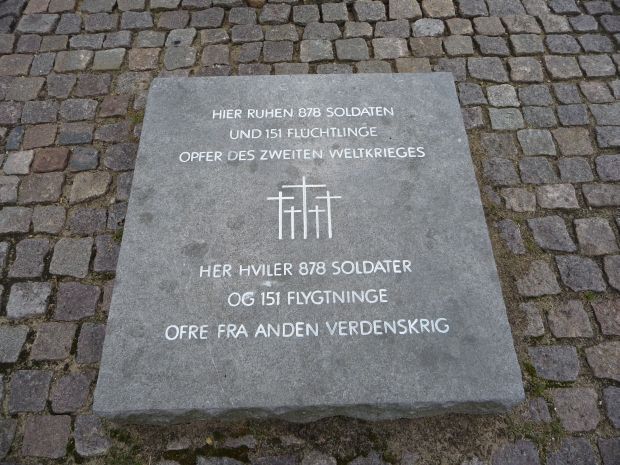 HIER RUHEN 878 SOLDATEN
UND 151 FLÜCHTLINGE
OPFER DES ZWEITEN WELTKRIEGES
HER HVILER 878 SOLDATER
OG 151 FLYGTNINGE
OFRE FRA ANDEN VERDENSKRIG